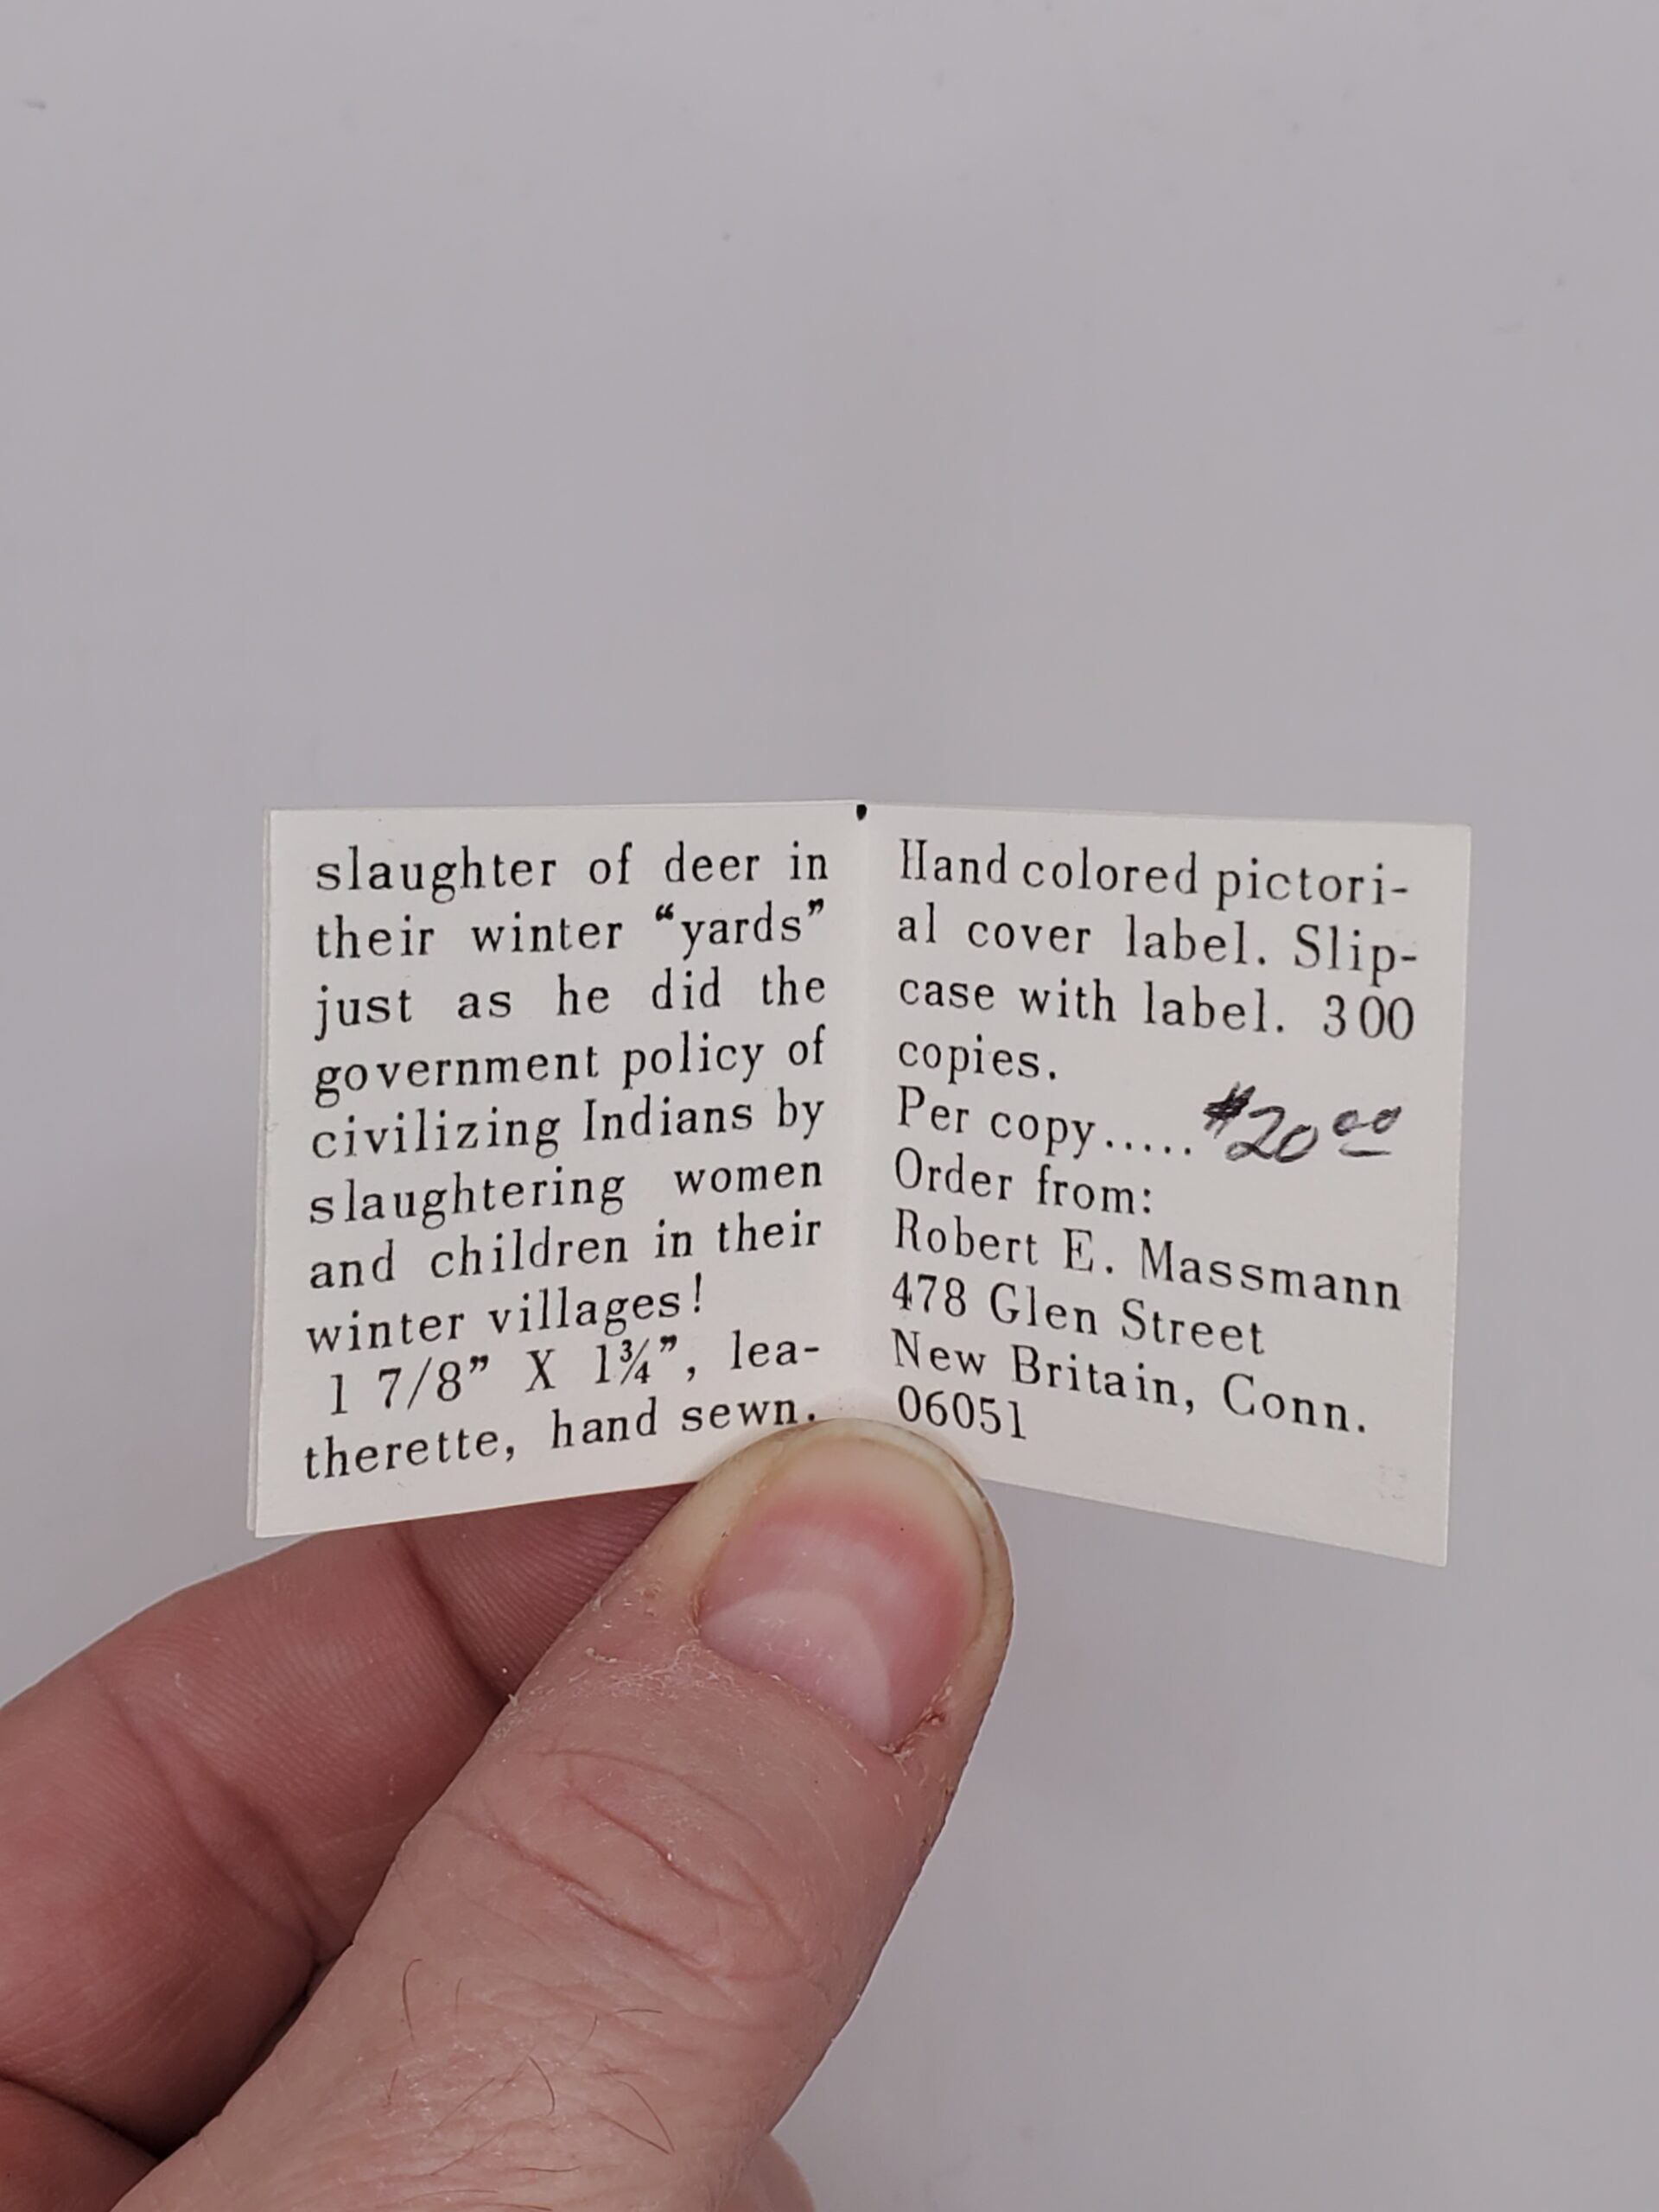 slaughter of deer in
their winter “yards”
just as he did the
government policy of
civilizing Indians by
slaughtering women
and children in their
winter villages!
1 7/8” X 1¾”, lea-
therette, hand sewn.
Hand colored pictori-
al cover label. Slip-
case with label. 300
copies.
Per copy..... $20.00
Order from:
Robert E. Massmann
478 Glen Street
New Britain, Conn.
06051